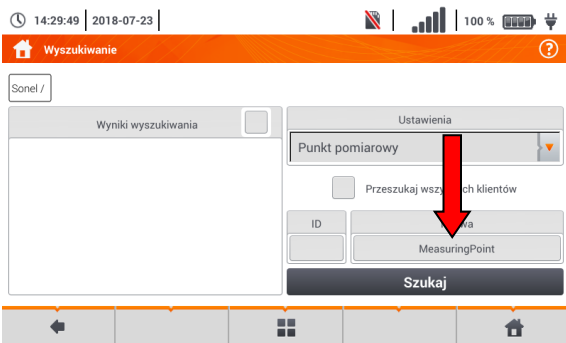 14:29:49 2018-07-23 100 %
Wyszukiwanie ?
Sonel /
Wyniki wyszukiwania
Ustawienia
Punkt pomiarowy
Przeszukaj klientów
ID
MeasuringPoint
Szukaj